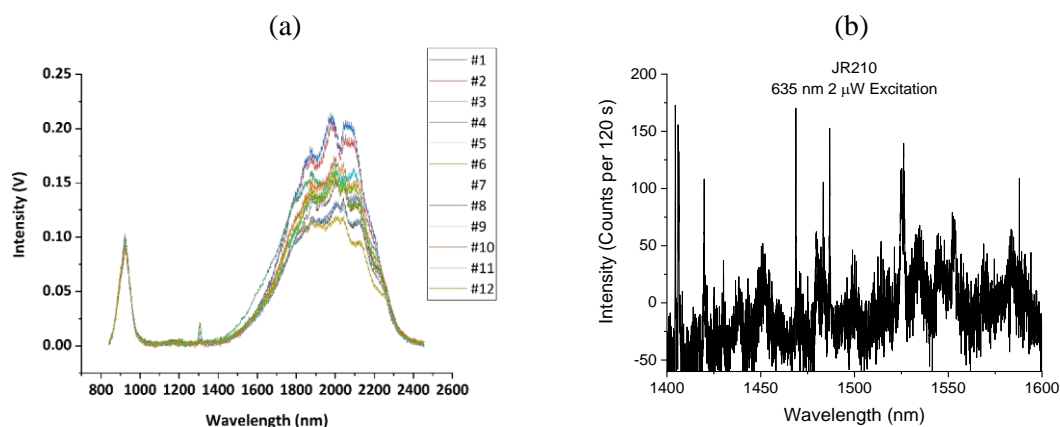 (a)
Intensity (V)
0.25
0.20
0.15
0.10
0.05
0.00
800 1000 1200 1400 1600 1800 2000 2200 2400 2600
Wavelength (nm)
#1
#2
#3
#4
#5
#6
#7
#8
#9
#10
#11
#12
(b)
JR210
635 nm 2 μW Excitation
Intensity (Counts per 120 s)
200
150
100
50
0
-50
1400 1450 1500 1550 1600
Wavelength (nm)